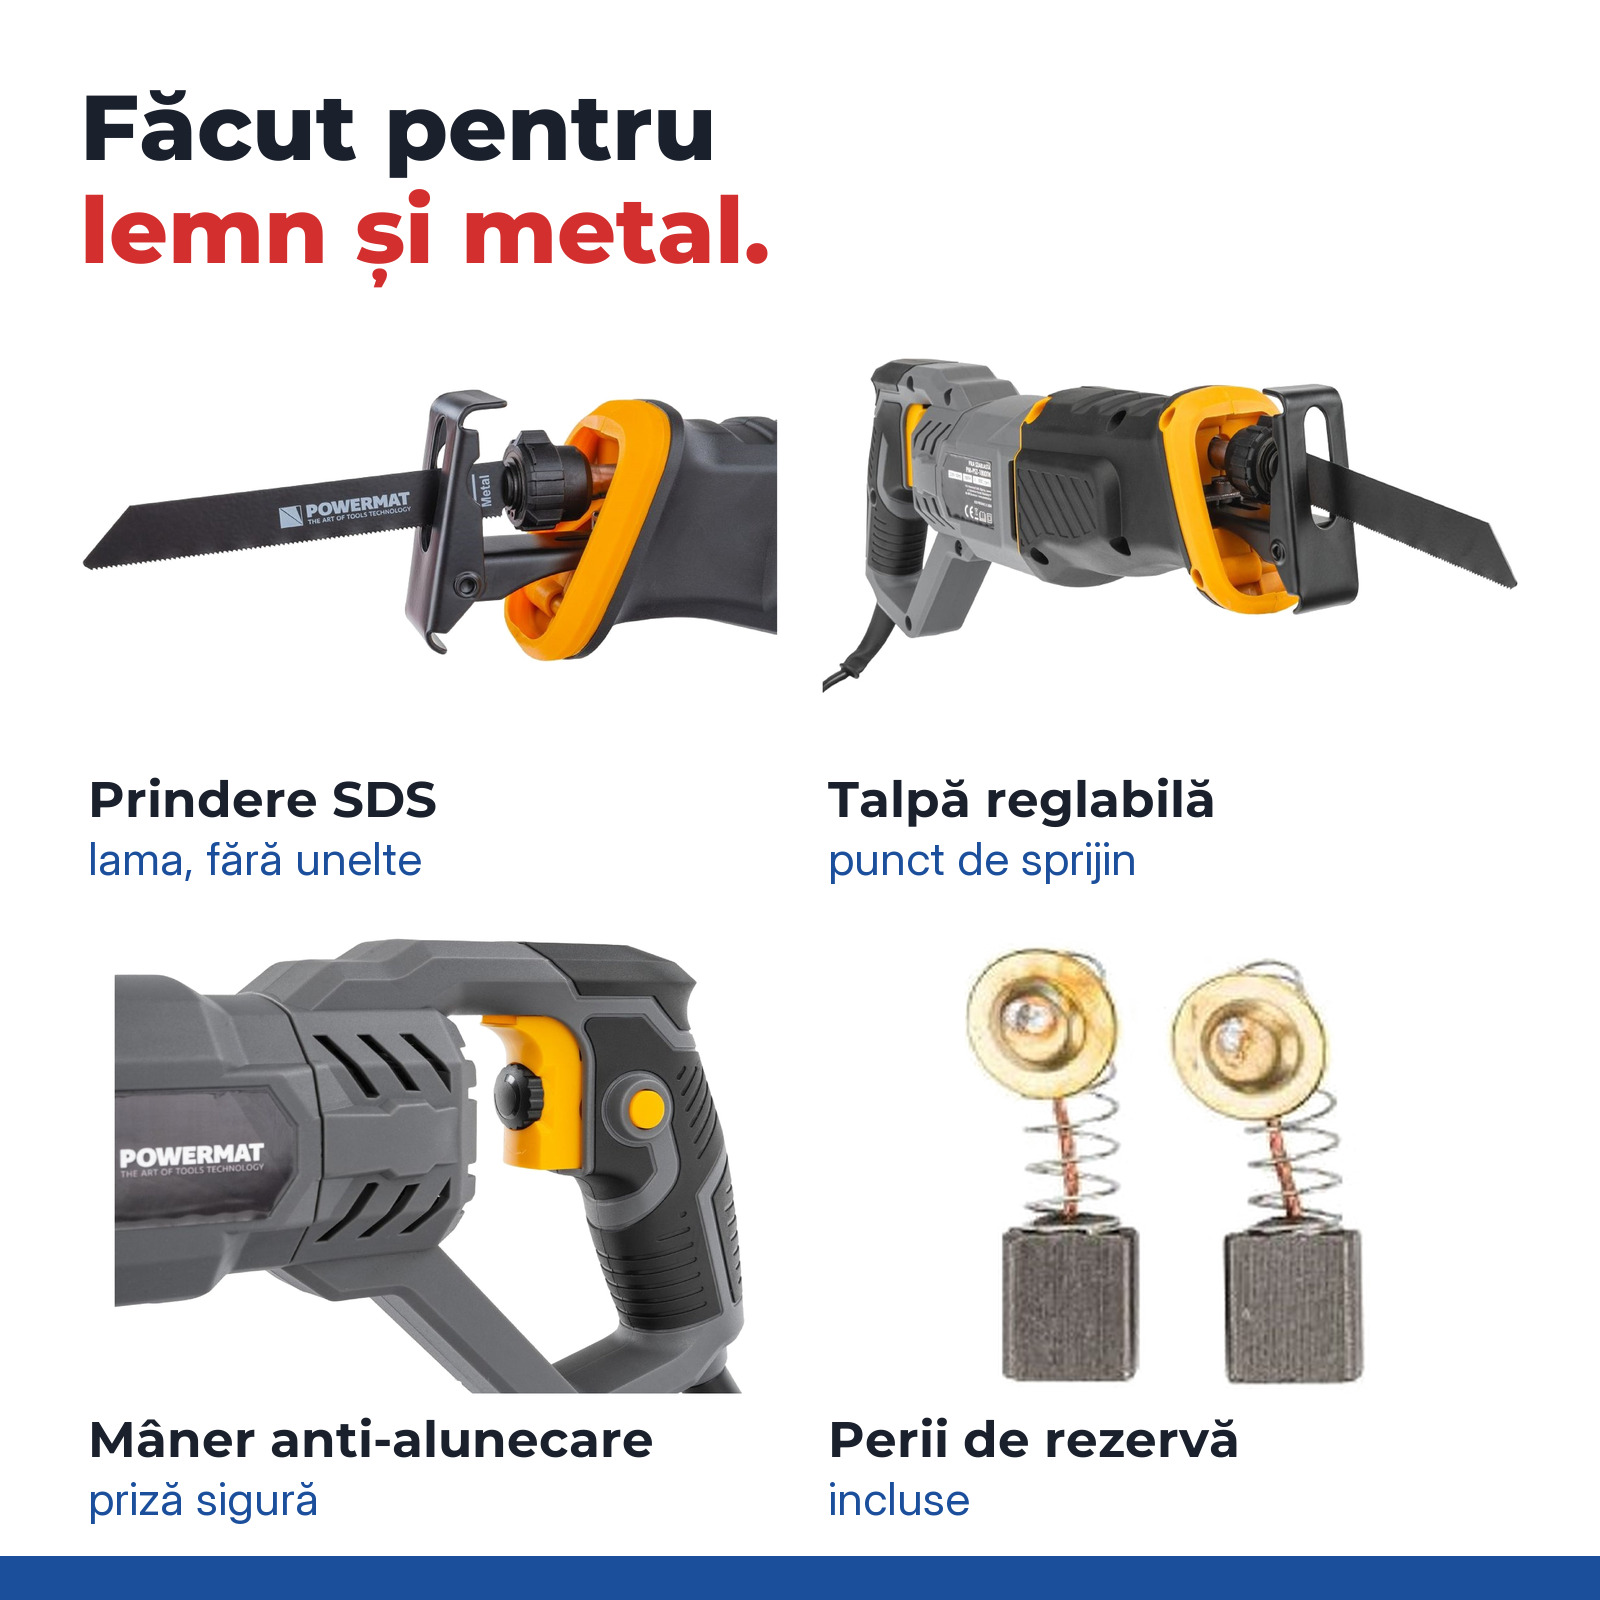 Făcut pentru
lemn și metal.
POWERMAT
THE ART OF TOOLS TECHNOLOGY
Metal
Prindere SDS
lama, fără unelte
Talpă reglabilă
punct de sprijin
POWERMAT
THE ART OF TOOLS TECHNOLOGY
Mâner anti-alunecare
priză sigură
Perii de rezervă
incluse